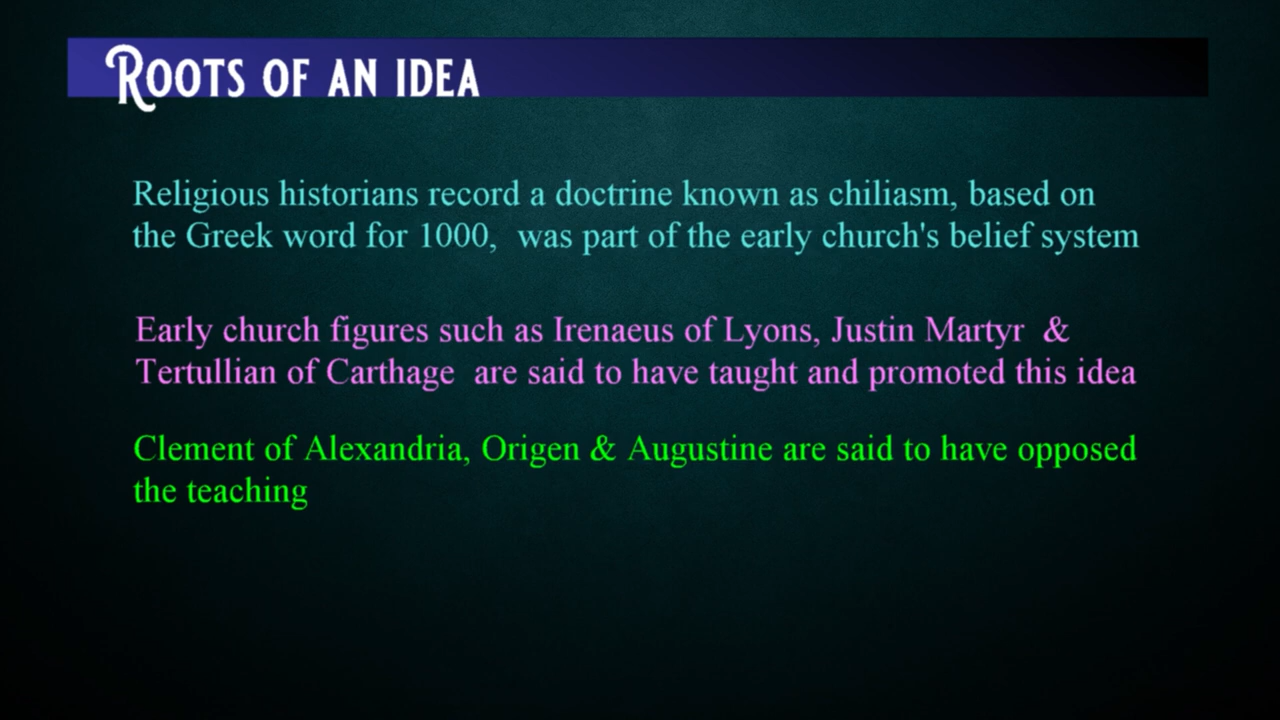 Roots of an idea
Religious historians record a doctrine known as chiliasm, based on
the Greek word for 1000,  was part of the early church's belief system
Early church figures such as Irenaeus of Lyons, Justin Martyr  &
Tertullian of Carthage  are said to have taught and promoted this idea
Clement of Alexandria, Origen & Augustine are said to have opposed
the teaching